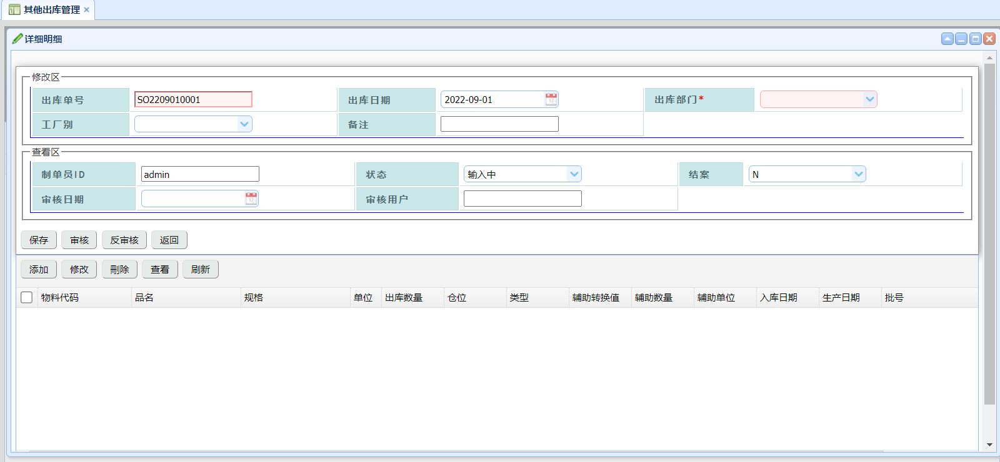 其他出库管理
详细明细
修改区
出库单号 SO2209010001 出库日期 2022-09-01 出库部门*
工厂别 备注
查看区
制单员ID admin 状态 输入中 结案 N
审核日期 审核用户
保存 审核 反审核 返回
添加 修改 刪除 查看 刷新
物料代码 品名 规格 单位 出库数量 仓位 类型 辅助转换值 辅助数量 辅助单位 入库日期 生产日期 批号